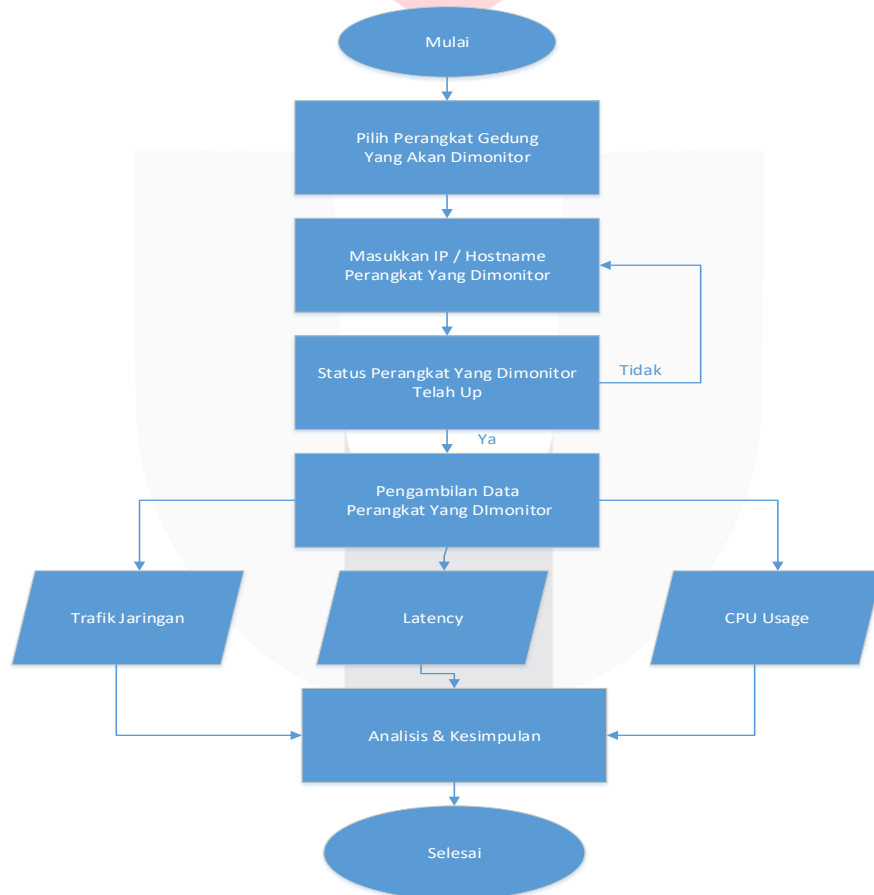 Mulai
Pilih Perangkat Gedung
Yang Akan Dimonitor
Masukkan IP / Hostname
Perangkat Yang Dimonitor
Status Perangkat Yang Dimonitor
Telah Up
Tidak
Ya
Pengambilan Data
Perangkat Yang DImonitor
Trafik Jaringan
Latency
CPU Usage
Analisis & Kesimpulan
Selesai